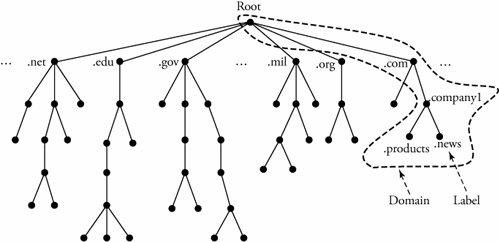 Root
... .net .edu .gov ... .mil .org .com ...
company1
.products .news
Domain Label